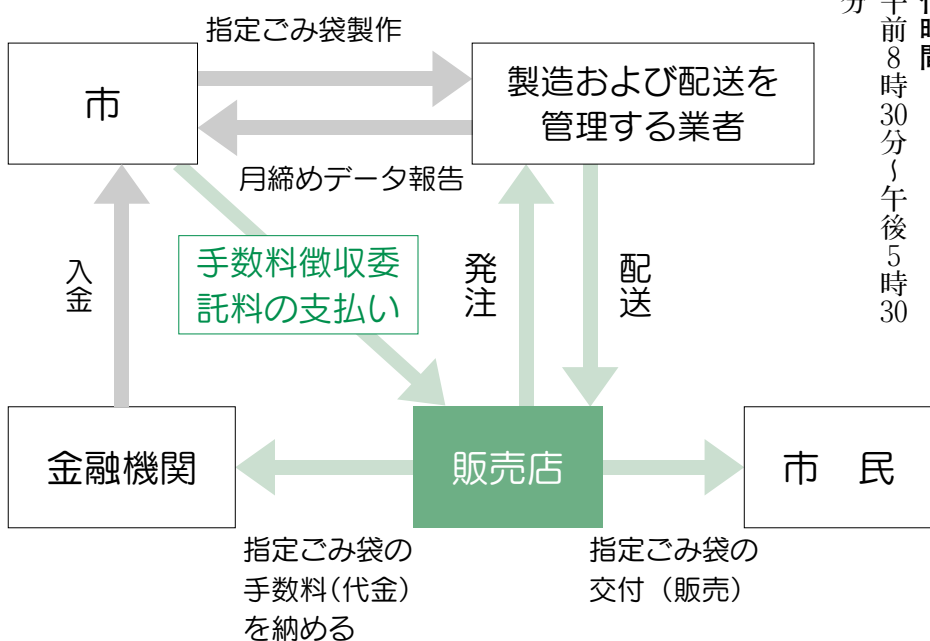 指定ごみ袋製作
市
製造および配送を
管理する業者
月締めデータ報告
入金
手数料徴収委
託料の支払い
発注
配送
金融機関
販売店
市　民
指定ごみ袋の
手数料(代金)
を納める
指定ごみ袋の
交付（販売）
時間
午前8時30分～午後5時30
分